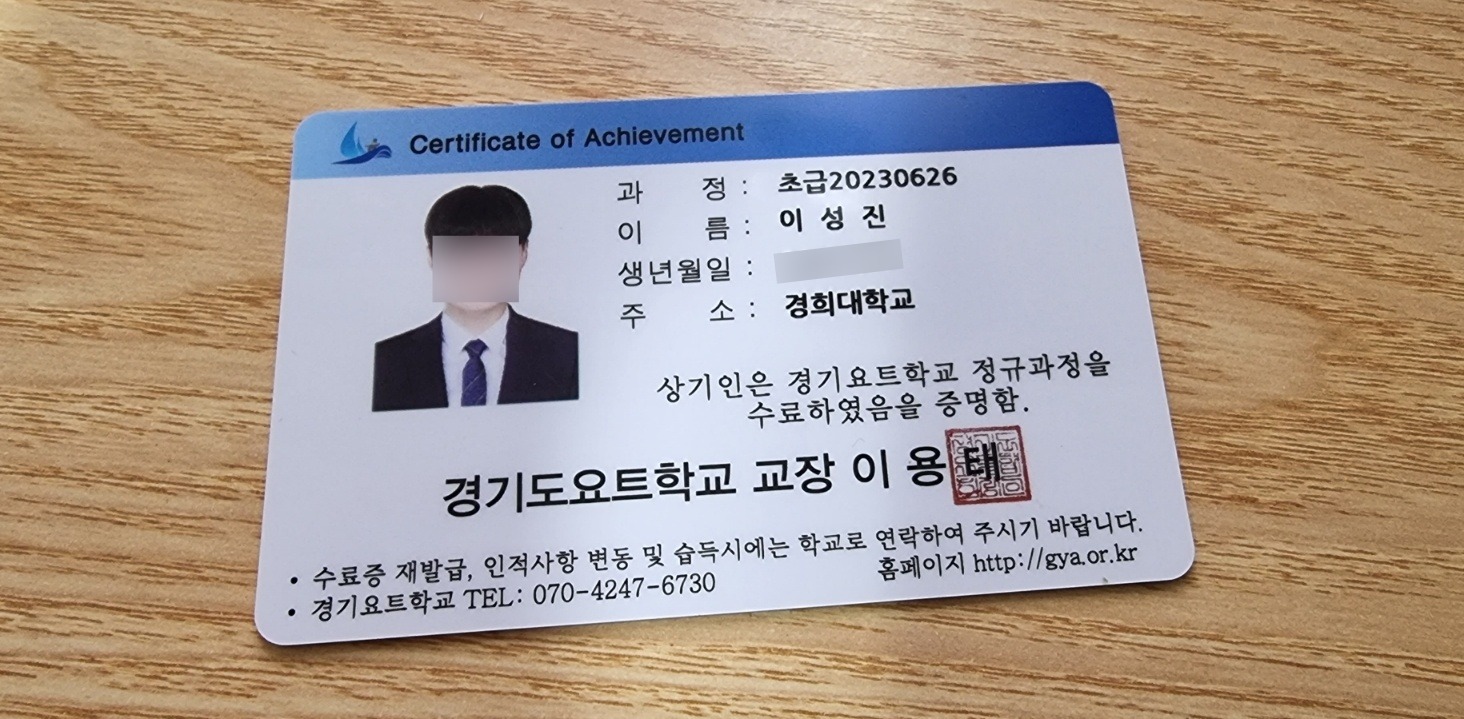 Certificate of Achievement
과 정 : 초급20230626
이 름 : 이 성 진
생년월일 :
주 소 : 경희대학교
상기인은 경기요트학교 정규과정을
수료하였음을 증명함.
경기도요트학교 교장 이 용 태
• 수료증 재발급, 인적사항 변동 및 습득시에는 학교로 연락하여 주시기 바랍니다.
• 경기요트학교 TEL: 070-4247-6730 홈페이지 http://gya.or.kr